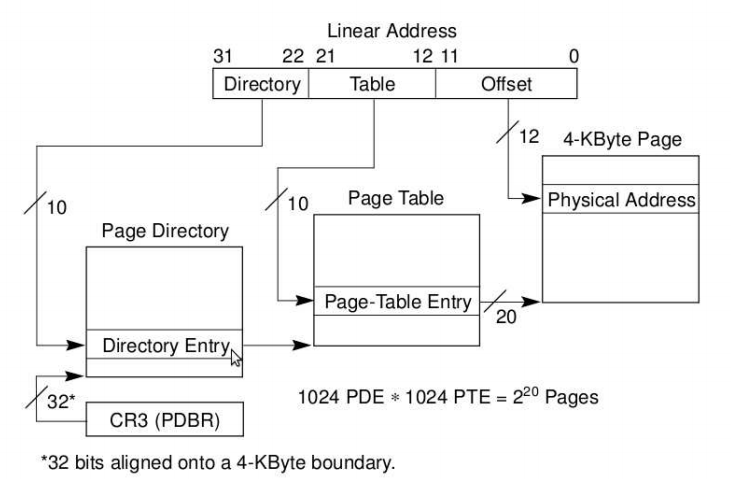 Linear Address
31 22 21 12 11 0
Directory Table Offset
12
4-KByte Page
Physical Address
10
10
Page Table
Page Directory
Page-Table Entry
20
Directory Entry
32*
CR3 (PDBR)
1024 PDE * 1024 PTE = 2²⁰ Pages
*32 bits aligned onto a 4-KByte boundary.